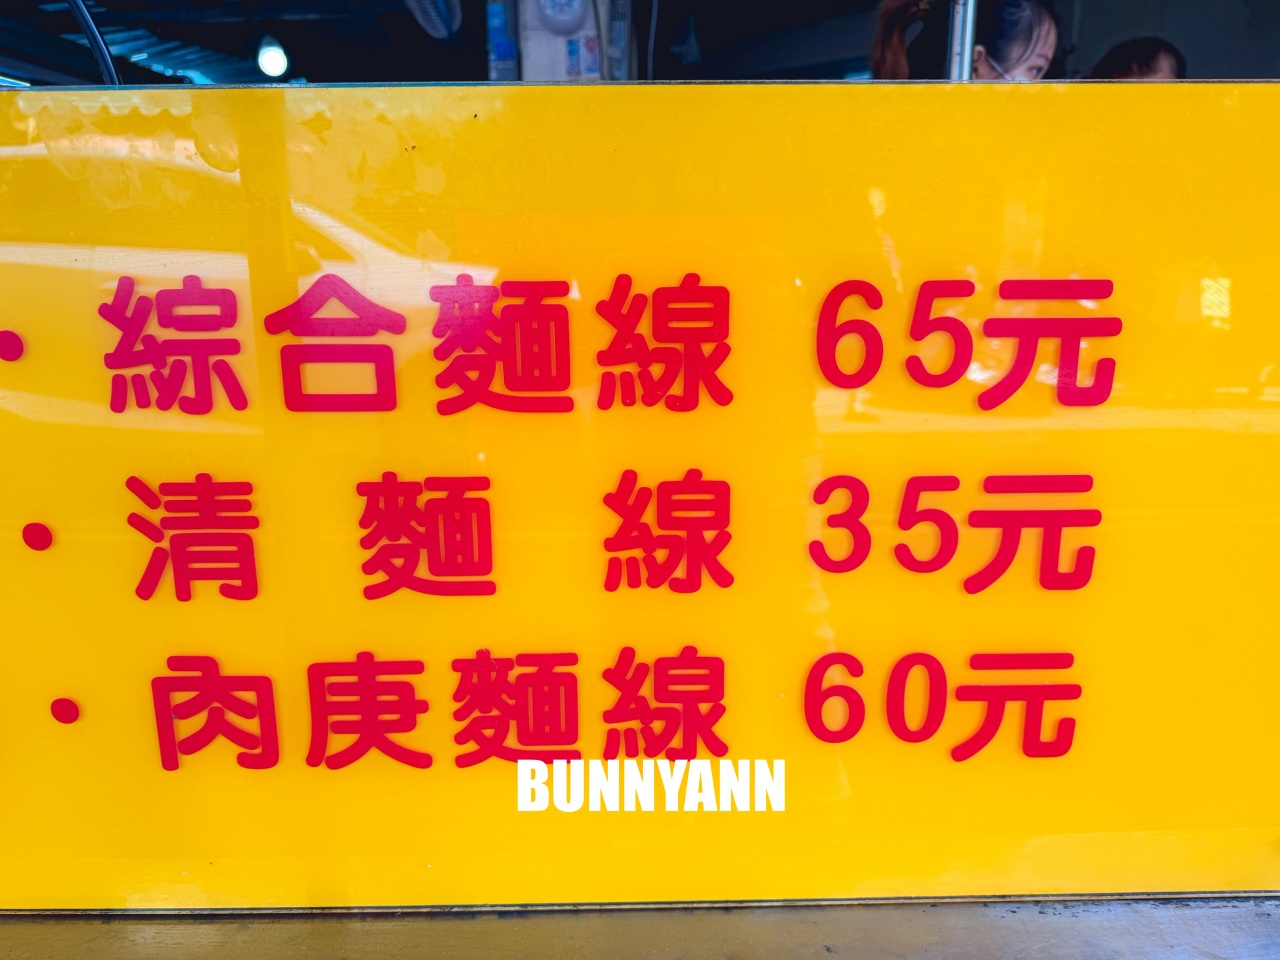 · 綜合麵線 65元
· 清麵線 35元
· 肉庚麵線 60元
BUNNYANN